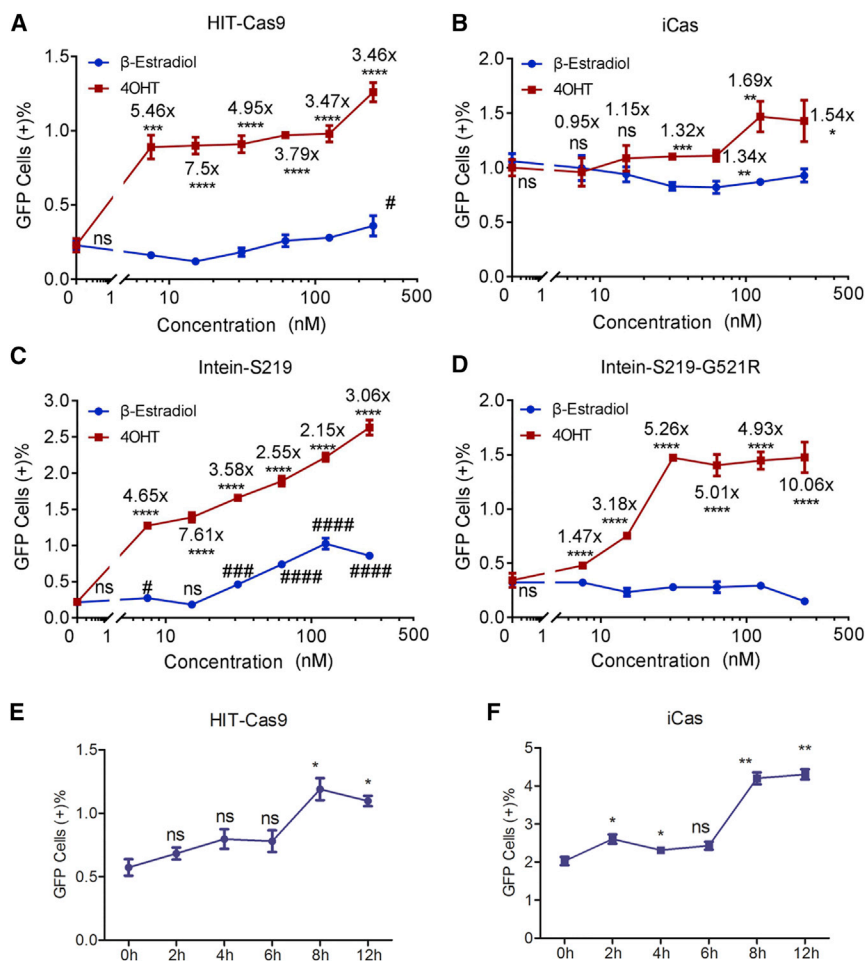 A
HIT-Cas9
β-Estradiol
4OHT
GFP Cells (+)%
1.5
1.0
0.5
0.0
5.46x
***
7.5x
****
4.95x
****
3.79x
****
3.47x
****
3.46x
****
ns
#
0 1 10 100 500
Concentration (nM)
B
iCas
β-Estradiol
4OHT
GFP Cells (+)%
2.0
1.5
1.0
0.5
0.0
0.95x
ns
1.15x
ns
1.32x
***
1.34x
**
1.69x
**
1.54x
*
ns
0 1 10 100 500
Concentration (nM)
C
Intein-S219
β-Estradiol
4OHT
GFP Cells (+)%
3.0
2.5
2.0
1.5
1.0
0.5
0.0
4.65x
****
7.61x
****
3.58x
****
2.55x
****
2.15x
****
3.06x
****
ns
#
ns
###
####
####
####
0 1 10 100 500
Concentration (nM)
D
Intein-S219-G521R
β-Estradiol
4OHT
GFP Cells (+)%
2.0
1.5
1.0
0.5
0.0
1.47x
****
3.18x
****
5.26x
****
5.01x
****
4.93x
****
10.06x
****
ns
0 1 10 100 500
Concentration (nM)
E
HIT-Cas9
GFP Cells (+)%
1.5
1.0
0.5
0.0
ns
ns
ns
*
*
0h 2h 4h 6h 8h 12h
F
iCas
GFP Cells (+)%
5
4
3
2
1
0
*
*
ns
**
**
0h 2h 4h 6h 8h 12h